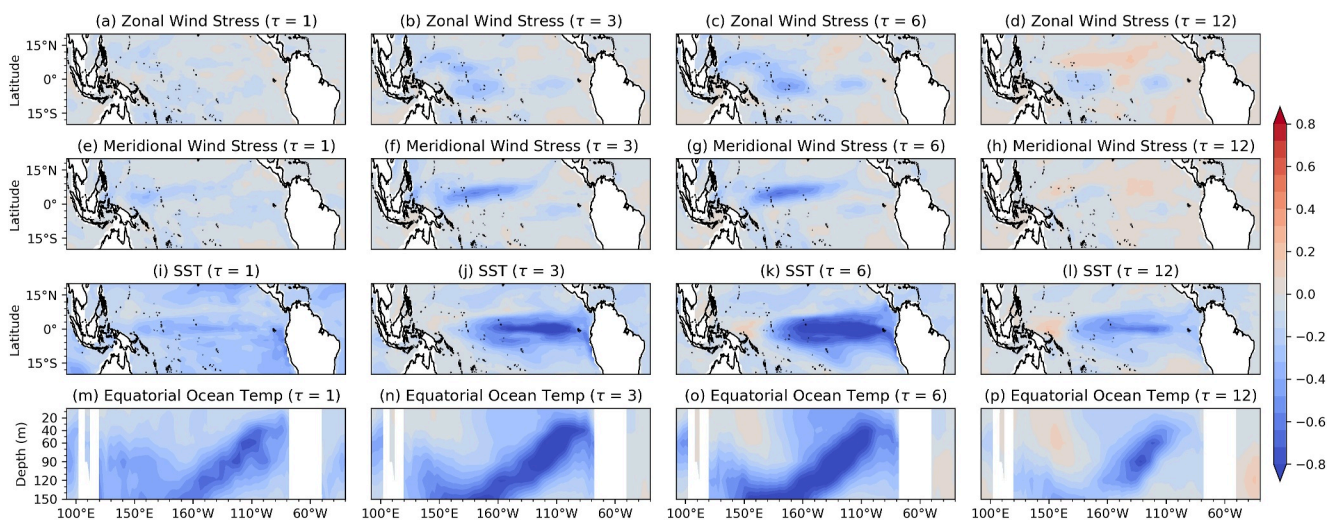 (a) Zonal Wind Stress (τ = 1)
(b) Zonal Wind Stress (τ = 3)
(c) Zonal Wind Stress (τ = 6)
(d) Zonal Wind Stress (τ = 12)
Latitude
15°N
0°
15°S
(e) Meridional Wind Stress (τ = 1)
(f) Meridional Wind Stress (τ = 3)
(g) Meridional Wind Stress (τ = 6)
(h) Meridional Wind Stress (τ = 12)
Latitude
15°N
0°
15°S
(i) SST (τ = 1)
(j) SST (τ = 3)
(k) SST (τ = 6)
(l) SST (τ = 12)
Latitude
15°N
0°
15°S
(m) Equatorial Ocean Temp (τ = 1)
(n) Equatorial Ocean Temp (τ = 3)
(o) Equatorial Ocean Temp (τ = 6)
(p) Equatorial Ocean Temp (τ = 12)
Depth (m)
20
40
60
90
120
150
100°E 150°E 160°W 110°W 60°W
100°E 150°E 160°W 110°W 60°W
100°E 150°E 160°W 110°W 60°W
100°E 150°E 160°W 110°W 60°W
0.8
0.6
0.4
0.2
0.0
−0.2
−0.4
−0.6
−0.8